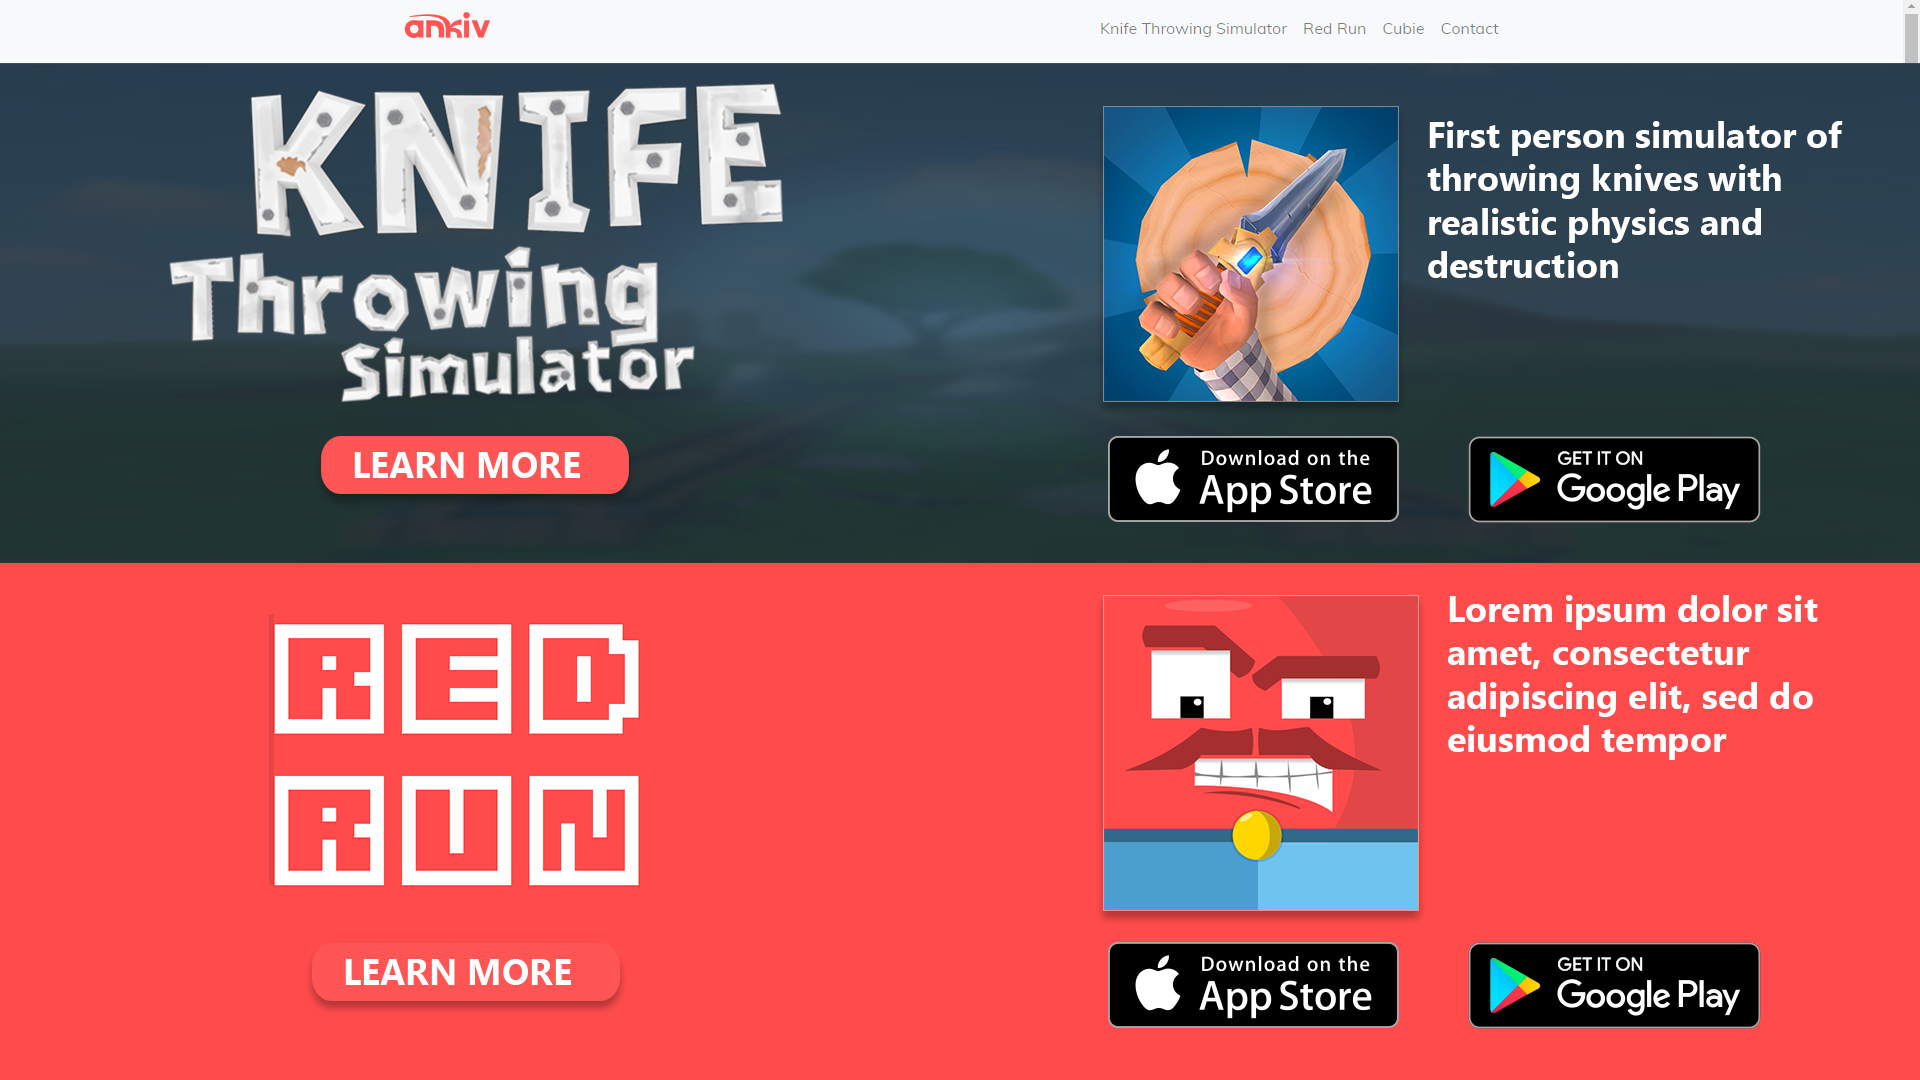 ankiv
Knife Throwing Simulator Red Run Cubie Contact
KNIFE
Throwing
Simulator
LEARN MORE
First person simulator of
throwing knives with
realistic physics and
destruction
Download on the
App Store
GET IT ON
Google Play
RED
RUN
LEARN MORE
Lorem ipsum dolor sit
amet, consectetur
adipiscing elit, sed do
eiusmod tempor
Download on the
App Store
GET IT ON
Google Play